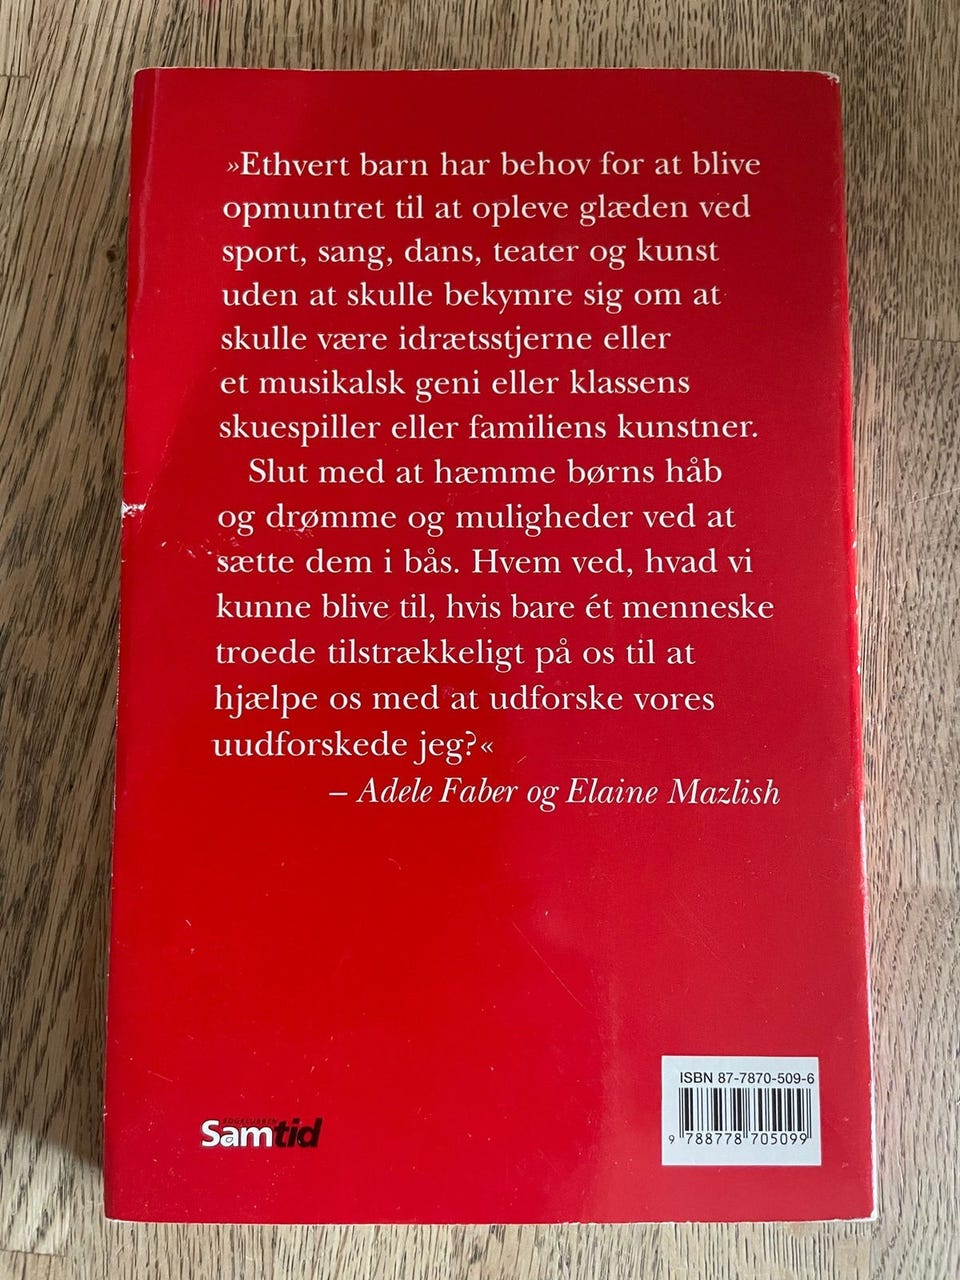 »Ethvert barn har behov for at blive
opmuntret til at opleve glæden ved
sport, sang, dans, teater og kunst
uden at skulle bekymre sig om at
skulle være idrætsstjerne eller
et musikalsk geni eller klassens
skuespiller eller familiens kunstner.
Slut med at hæmme børns håb
og drømme og muligheder ved at
sætte dem i bås. Hvem ved, hvad vi
kunne blive til, hvis bare ét menneske
troede tilstrækkeligt på os til at
hjælpe os med at udforske vores
uudforskede jeg?«
– Adele Faber og Elaine Mazlish
BOGKLUBBEN
Samtid
ISBN 87-7870-509-6
9 788778 705099